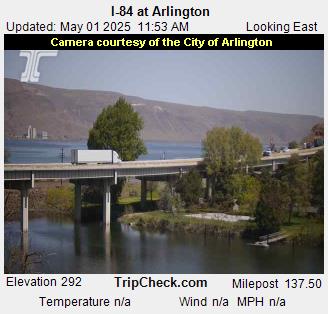 I-84 at Arlington
Updated: May 01 2025 11:53 AM Looking East
Camera courtesy of the City of Arlington
Elevation 292 TripCheck.com Milepost 137.50
Temperature n/a Wind n/a MPH n/a